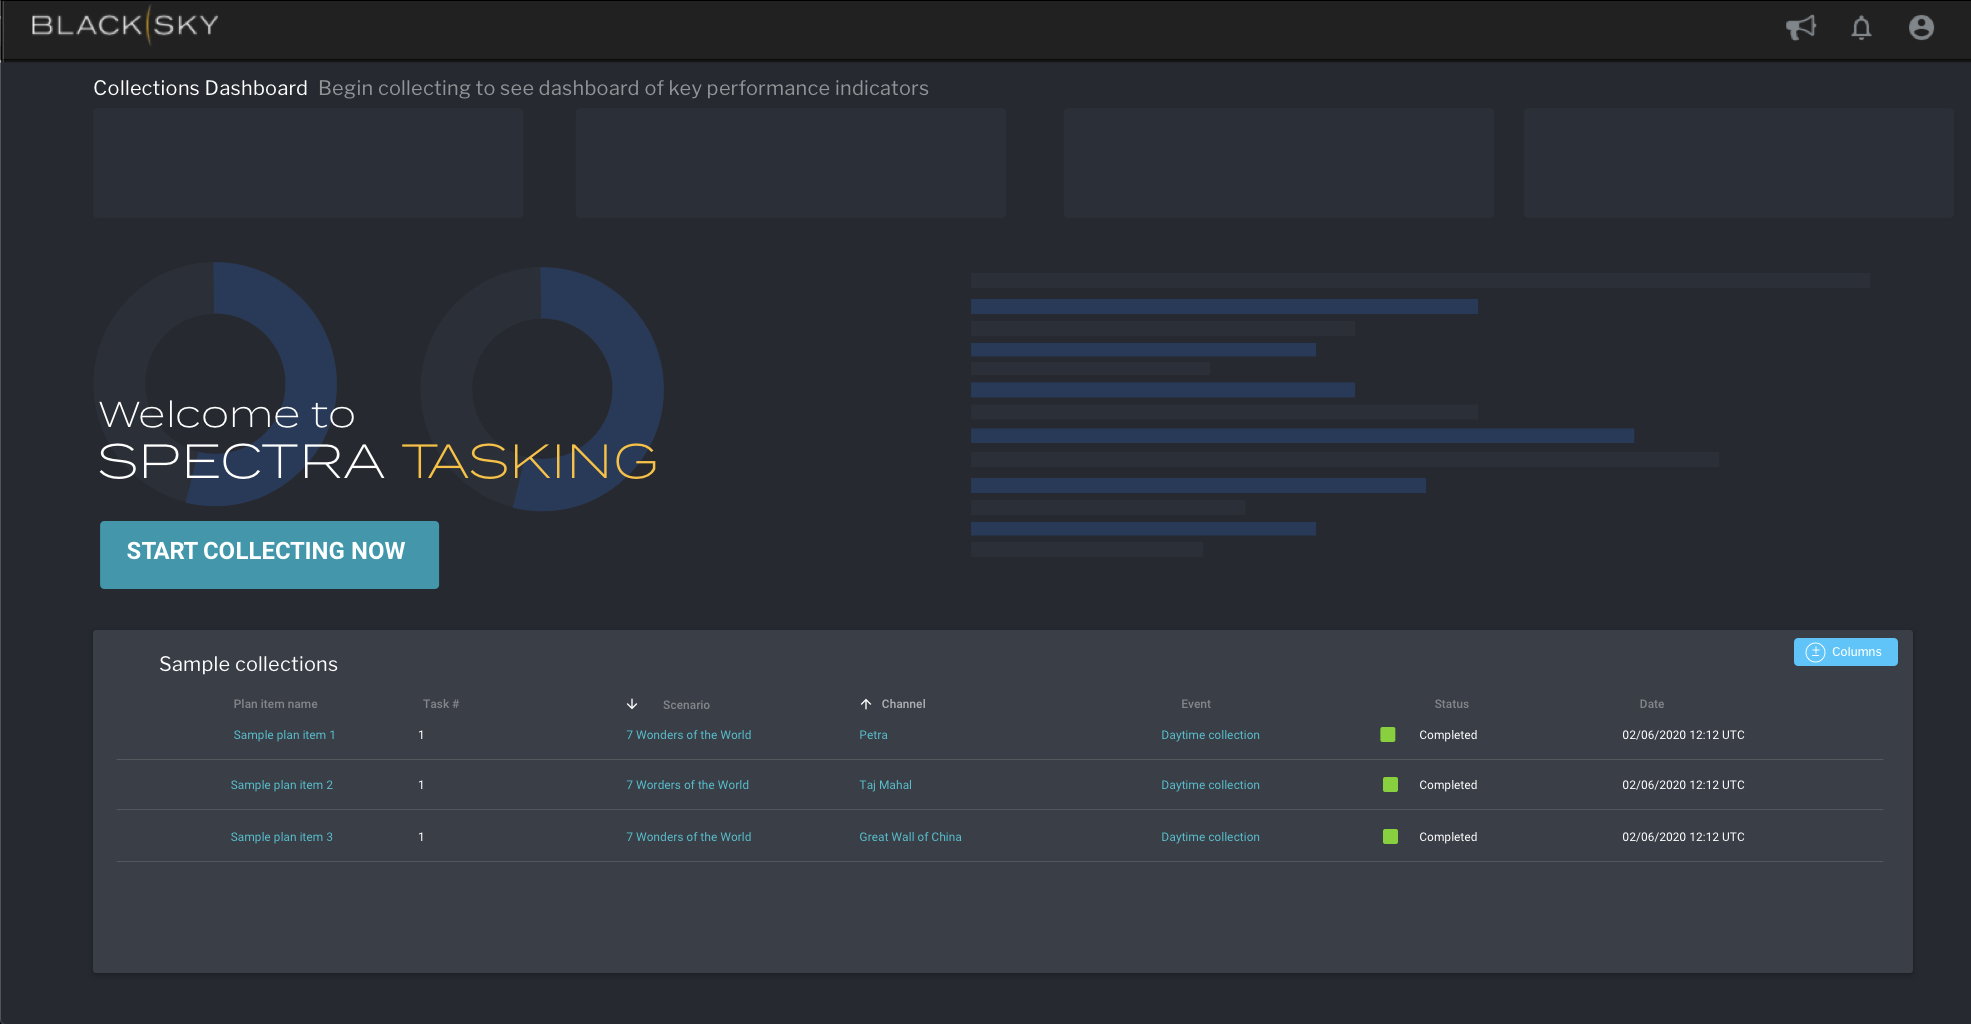 BLACK SKY
Collections Dashboard Begin collecting to see dashboard of key performance indicators
Welcome to
SPECTRA TASKING
START COLLECTING NOW
Sample collections
Columns
Plan item name Task # Scenario Channel Event Status Date
Sample plan item 1 1 7 Wonders of the World Petra Daytime collection Completed 02/06/2020 12:12 UTC
Sample plan item 2 1 7 Worders of the World Taj Mahal Daytime collection Completed 02/06/2020 12:12 UTC
Sample plan item 3 1 7 Wonders of the World Great Wall of China Daytime collection Completed 02/06/2020 12:12 UTC